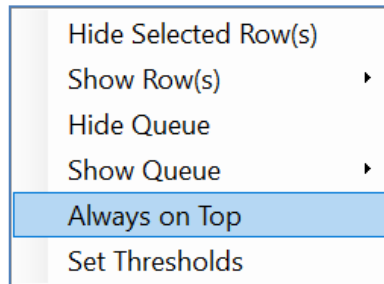 Hide Selected Row(s)
Show Row(s)
Hide Queue
Show Queue
Always on Top
Set Thresholds